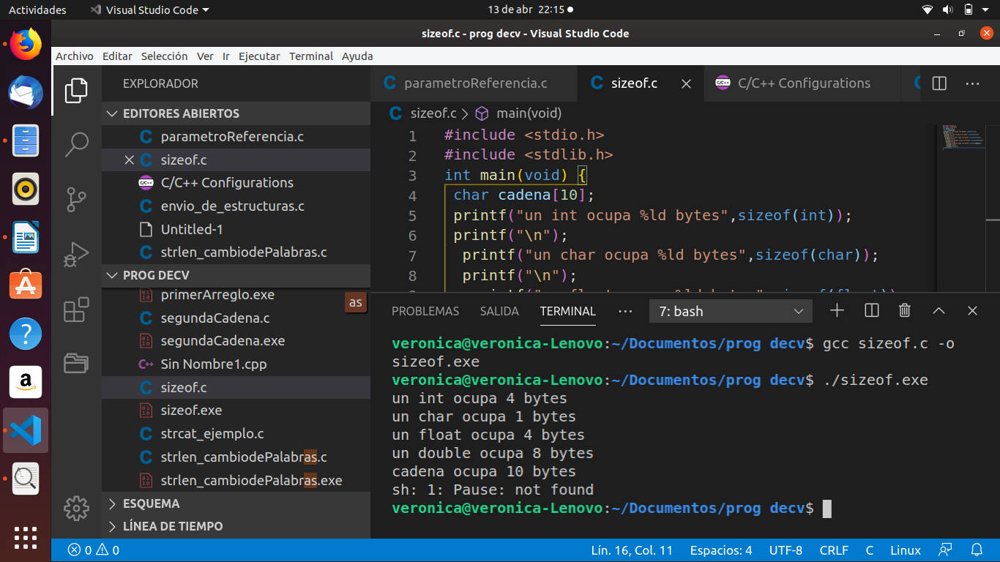 Actividades Visual Studio Code 13 de abr 22:15
sizeof.c - prog decv - Visual Studio Code
Archivo Editar Selección Ver Ir Ejecutar Terminal Ayuda
EXPLORADOR
EDITORES ABIERTOS
parametroReferencia.c
sizeof.c
C/C++ Configurations
envio_de_estructuras.c
Untitled-1
strlen_cambiodePalabras.c
PROG DECV
primerArreglo.exe
as
segundaCadena.c
segundaCadena.exe
Sin Nombre1.cpp
sizeof.c
sizeof.exe
strcat_ejemplo.c
strlen_cambiodePalabras.c
strlen_cambiodePalabras.exe
ESQUEMA
LÍNEA DE TIEMPO
parametroReferencia.c sizeof.c C/C++ Configurations
sizeof.c > main(void)
1 #include <stdio.h>
2 #include <stdlib.h>
3 int main(void) {
4 char cadena[10];
5 printf("un int ocupa %ld bytes",sizeof(int));
6 printf("\n");
7 printf("un char ocupa %ld bytes",sizeof(char));
8 printf("\n");
PROBLEMAS SALIDA TERMINAL ··· 7: bash
veronica@veronica-Lenovo:~/Documentos/prog decv$ gcc sizeof.c -o
sizeof.exe
veronica@veronica-Lenovo:~/Documentos/prog decv$ ./sizeof.exe
un int ocupa 4 bytes
un char ocupa 1 bytes
un float ocupa 4 bytes
un double ocupa 8 bytes
cadena ocupa 10 bytes
sh: 1: Pause: not found
veronica@veronica-Lenovo:~/Documentos/prog decv$
0 0 Lín. 16, Col. 11 Espacios: 4 UTF-8 CRLF C Linux